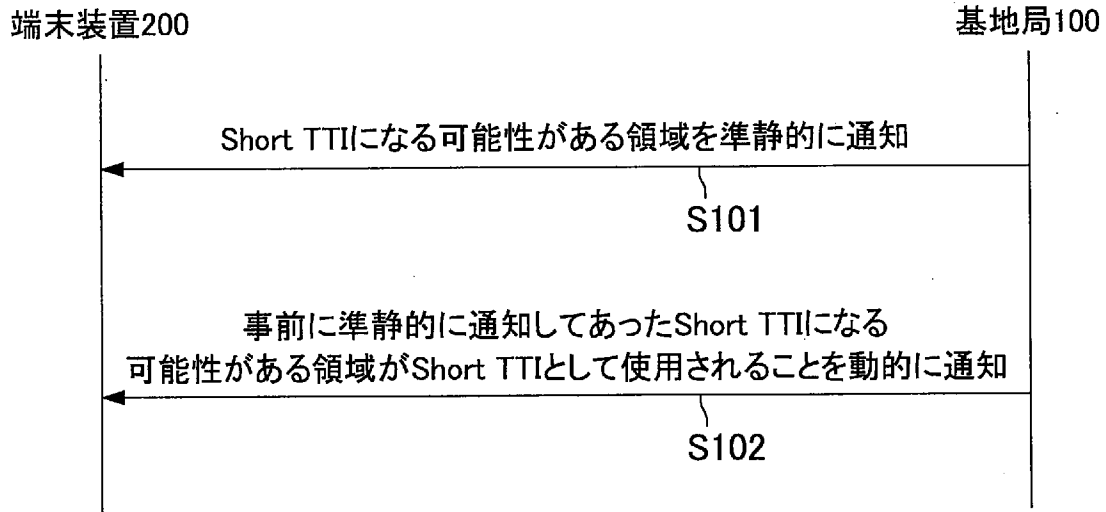 端末装置200
基地局100
Short TTIになる可能性がある領域を準静的に通知
S101
事前に準静的に通知してあったShort TTIになる
可能性がある領域がShort TTIとして使用されることを動的に通知
S102